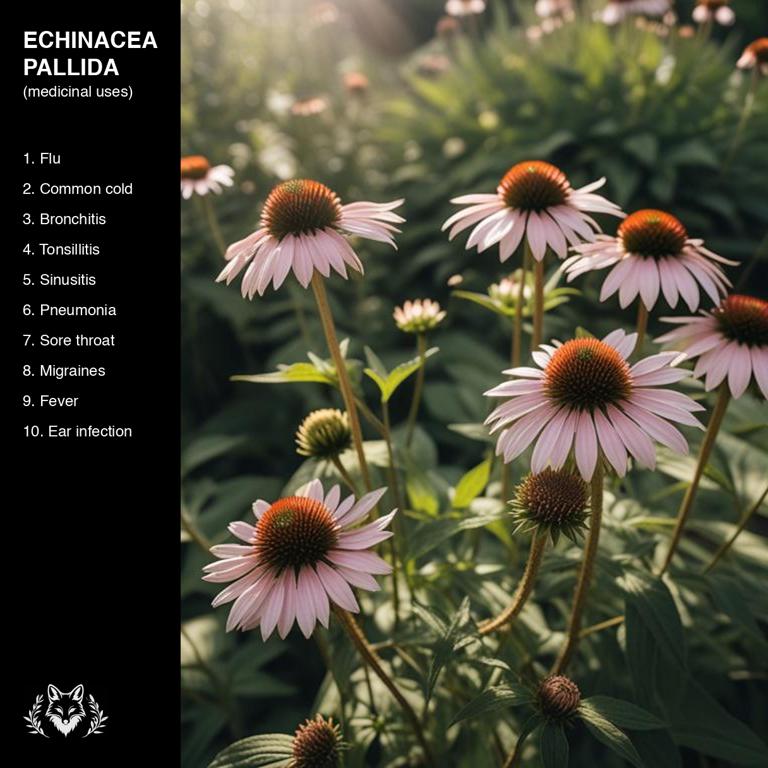 ECHINACEA
PALLIDA
(medicinal uses)
1. Flu
2. Common cold
3. Bronchitis
4. Tonsillitis
5. Sinusitis
6. Pneumonia
7. Sore throat
8. Migraines
9. Fever
10. Ear infection